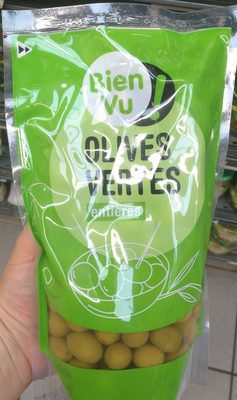 Bien
Vu
U
OLIVES
VERTES
entières